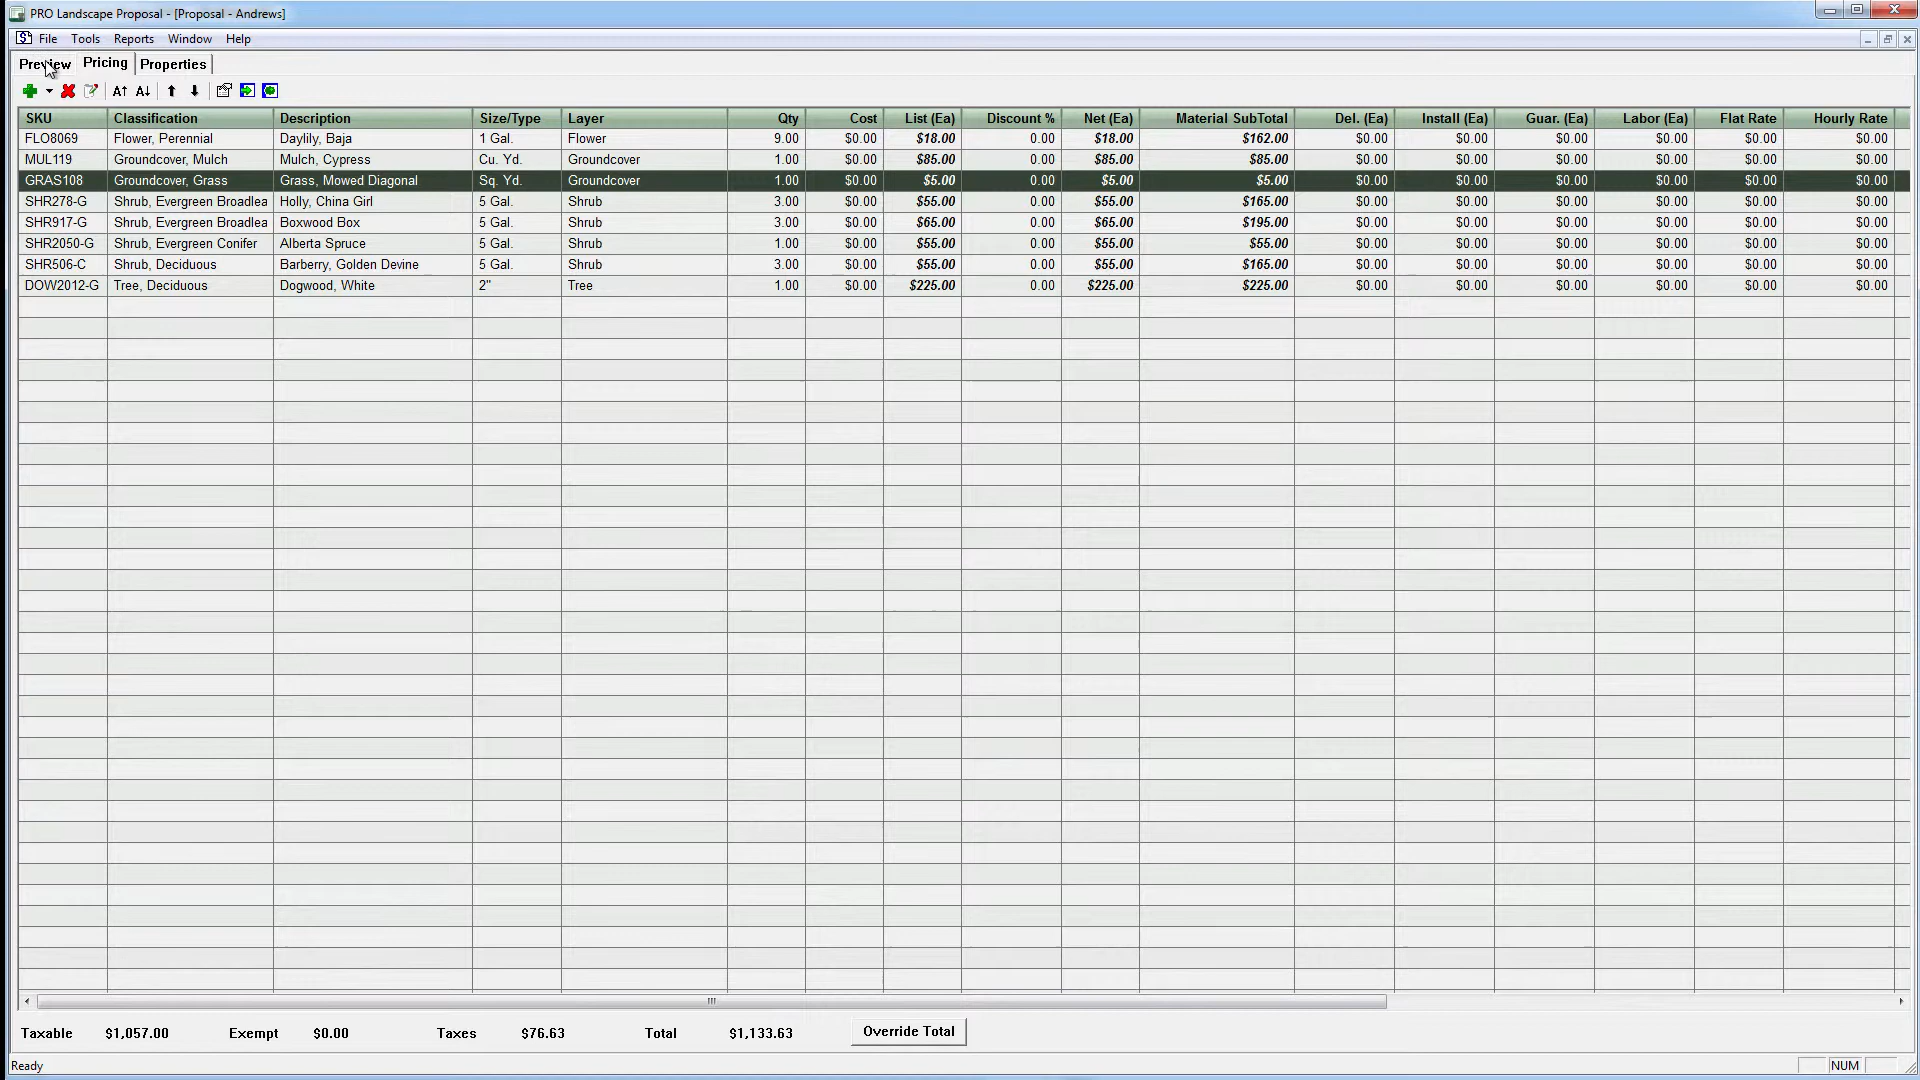 PRO Landscape Proposal - [Proposal - Andrews]
File Tools Reports Window Help
Preview Pricing Properties
SKU Classification Description Size/Type Layer Qty Cost List (Ea) Discount % Net (Ea) Material SubTotal Del. (Ea) Install (Ea) Guar. (Ea) Labor (Ea) Flat Rate Hourly Rate
FLO8069 Flower, Perennial Daylily, Baja 1 Gal. Flower 9.00 $0.00 $18.00 0.00 $18.00 $162.00 $0.00 $0.00 $0.00 $0.00 $0.00 $0.00
MUL119 Groundcover, Mulch Mulch, Cypress Cu. Yd. Groundcover 1.00 $0.00 $85.00 0.00 $85.00 $85.00 $0.00 $0.00 $0.00 $0.00 $0.00 $0.00
GRAS108 Groundcover, Grass Grass, Mowed Diagonal Sq. Yd. Groundcover 1.00 $0.00 $5.00 0.00 $5.00 $5.00 $0.00 $0.00 $0.00 $0.00 $0.00 $0.00
SHR278-G Shrub, Evergreen Broadlea Holly, China Girl 5 Gal. Shrub 3.00 $0.00 $55.00 0.00 $55.00 $165.00 $0.00 $0.00 $0.00 $0.00 $0.00 $0.00
SHR917-G Shrub, Evergreen Broadlea Boxwood Box 5 Gal. Shrub 3.00 $0.00 $65.00 0.00 $65.00 $195.00 $0.00 $0.00 $0.00 $0.00 $0.00 $0.00
SHR2050-G Shrub, Evergreen Conifer Alberta Spruce 5 Gal. Shrub 1.00 $0.00 $55.00 0.00 $55.00 $55.00 $0.00 $0.00 $0.00 $0.00 $0.00 $0.00
SHR506-C Shrub, Deciduous Barberry, Golden Devine 5 Gal. Shrub 3.00 $0.00 $55.00 0.00 $55.00 $165.00 $0.00 $0.00 $0.00 $0.00 $0.00 $0.00
DOW2012-G Tree, Deciduous Dogwood, White 2" Tree 1.00 $0.00 $225.00 0.00 $225.00 $225.00 $0.00 $0.00 $0.00 $0.00 $0.00 $0.00
Taxable $1,057.00 Exempt $0.00 Taxes $76.63 Total $1,133.63 Override Total
Ready NUM